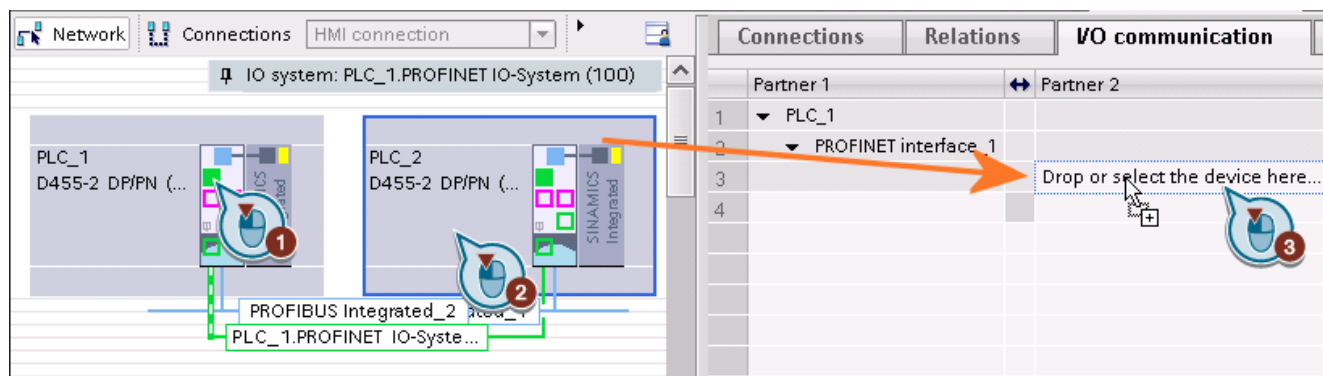 Network Connections HMI connection
IO system: PLC_1.PROFINET IO-System (100)
PLC_1
D455-2 DP/PN (...
SINAMICS
Integrated
1
PLC_2
D455-2 DP/PN (...
SINAMICS
Integrated
2
PROFIBUS Integrated_2
PLC_1.PROFINET IO-Syste...
Connections Relations I/O communication
Partner 1 Partner 2
1 PLC_1
2 PROFINET interface_1
3 Drop or select the device here...
4
3